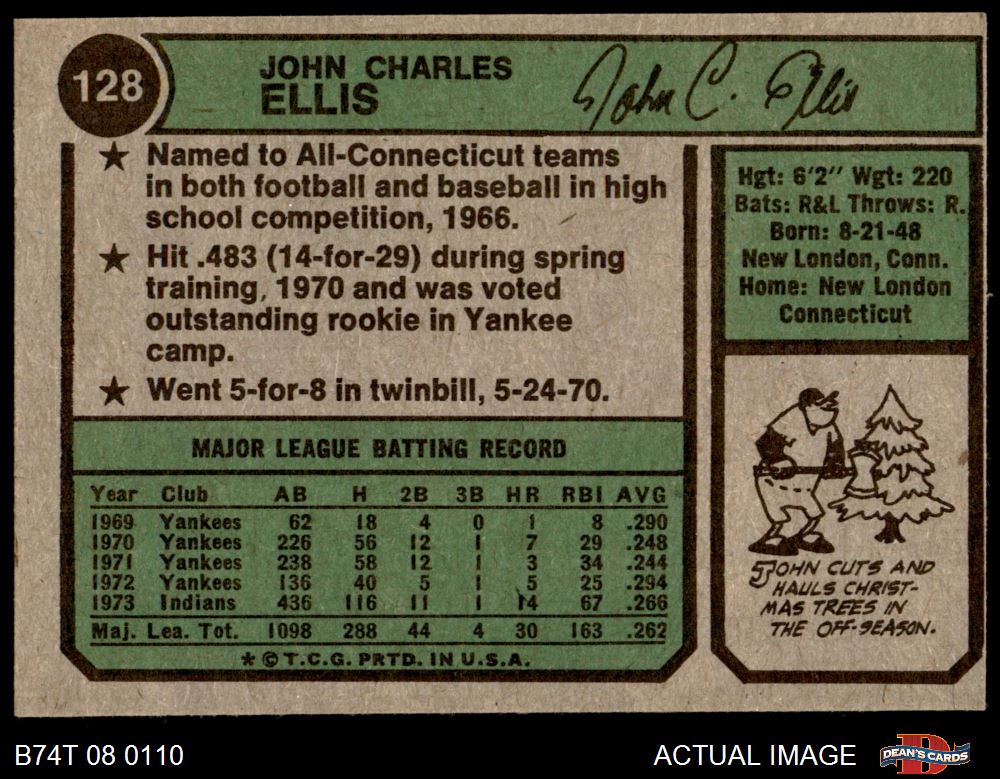 128
JOHN CHARLES
ELLIS
John C. Ellis
★ Named to All-Connecticut teams
in both football and baseball in high
school competition, 1966.
★ Hit .483 (14-for-29) during spring
training, 1970 and was voted
outstanding rookie in Yankee
camp.
★ Went 5-for-8 in twinbill, 5-24-70.
MAJOR LEAGUE BATTING RECORD
Year Club AB H 2B 3B HR RBI AVG
1969 Yankees 62 18 4 0 1 8 .290
1970 Yankees 226 56 12 1 7 29 .248
1971 Yankees 238 58 12 1 3 34 .244
1972 Yankees 136 40 5 1 5 25 .294
1973 Indians 436 116 11 1 14 67 .266
Maj. Lea. Tot. 1098 288 44 4 30 163 .262
* © T.C.G. PRTD. IN U.S.A.
Hgt: 6'2" Wgt: 220
Bats: R&L Throws: R.
Born: 8-21-48
New London, Conn.
Home: New London
Connecticut
JOHN CUTS AND
HAULS CHRIST-
MAS TREES IN
THE OFF-SEASON.
B74T 08 0110
ACTUAL IMAGE
DEAN'S CARDS